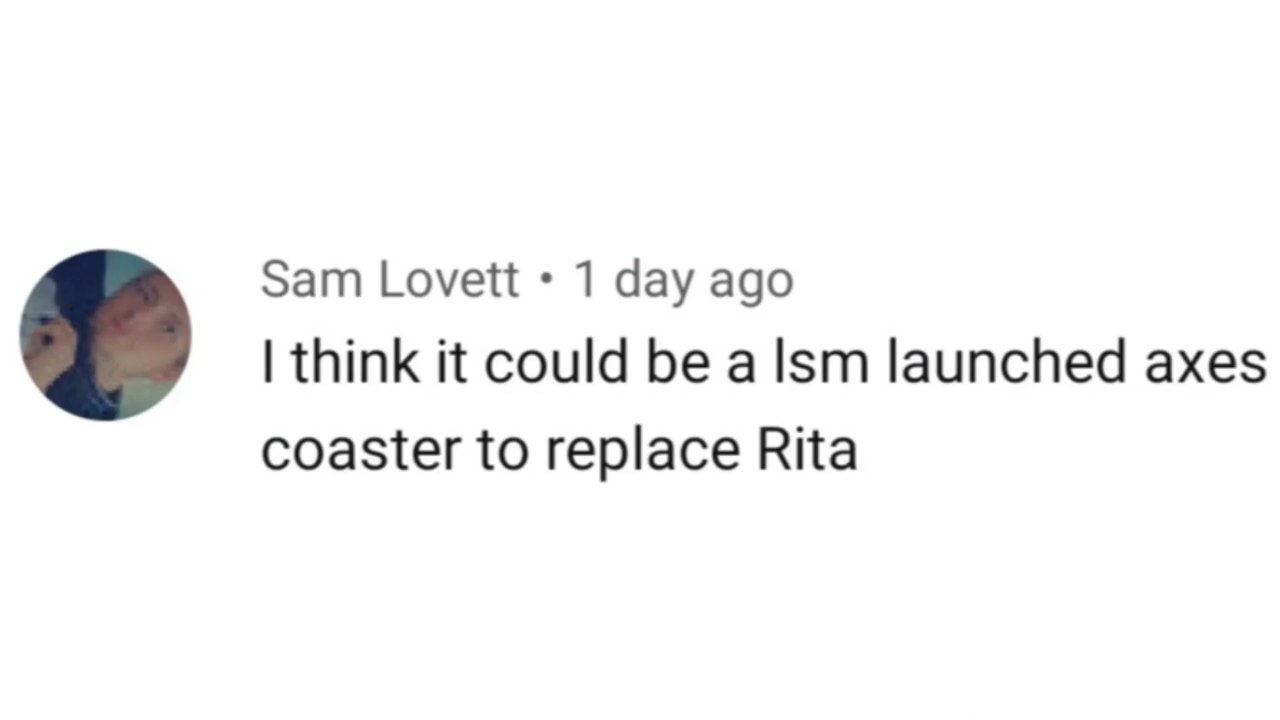 Sam Lovett • 1 day ago
I think it could be a lsm launched axes
coaster to replace Rita